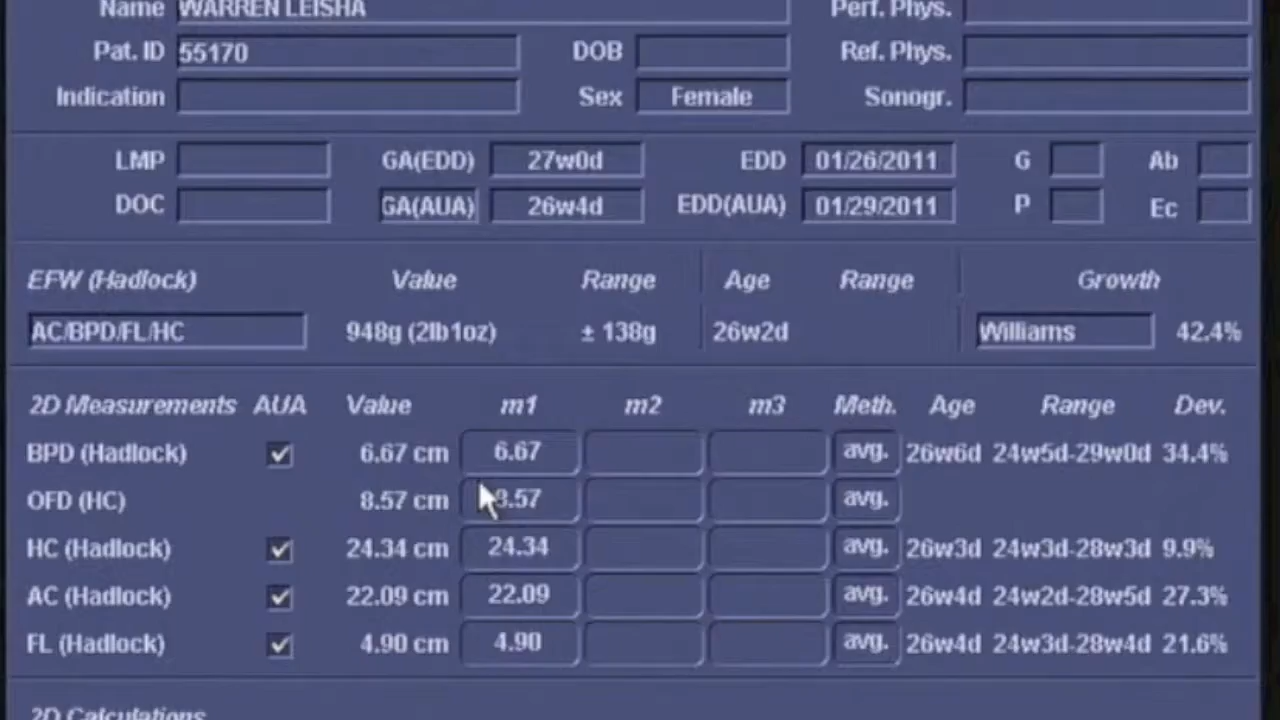 Name WARREN LEISHA Perf. Phys.
Pat. ID 55170 DOB Ref. Phys.
Indication Sex Female Sonogr.
LMP GA(EDD) 27w0d EDD 01/26/2011 G Ab
DOC GA(AUA) 26w4d EDD(AUA) 01/29/2011 P Ec
EFW (Hadlock) Value Range Age Range Growth
AC/BPD/FL/HC 948g (2lb1oz) ± 138g 26w2d Williams 42.4%
2D Measurements AUA Value m1 m2 m3 Meth. Age Range Dev.
BPD (Hadlock) 6.67 cm 6.67 avg. 26w6d 24w5d-29w0d 34.4%
OFD (HC) 8.57 cm 8.57 avg.
HC (Hadlock) 24.34 cm 24.34 avg. 26w3d 24w3d-28w3d 9.9%
AC (Hadlock) 22.09 cm 22.09 avg. 26w4d 24w2d-28w5d 27.3%
FL (Hadlock) 4.90 cm 4.90 avg. 26w4d 24w3d-28w4d 21.6%
2D Calculations